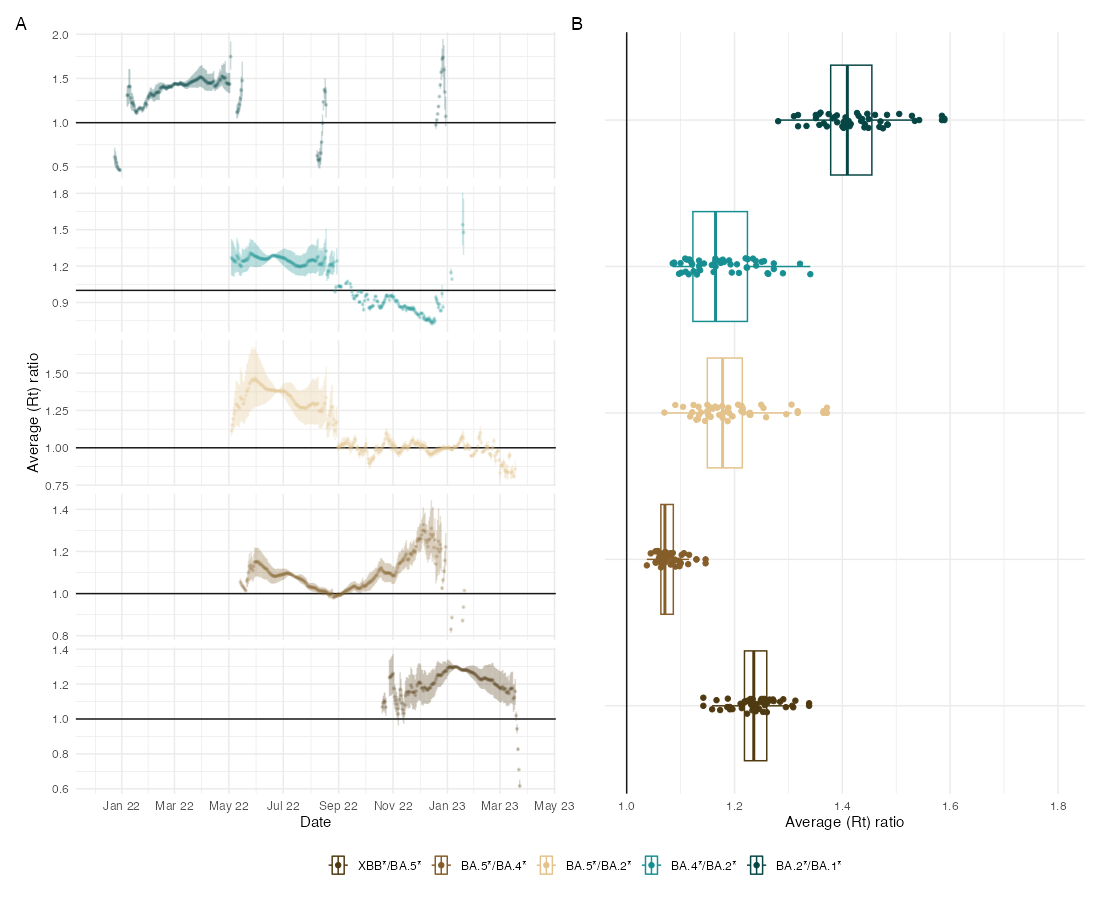 A
B
2.0
1.5
1.0
0.5
1.8
1.5
1.2
0.9
1.50
1.25
1.00
0.75
1.4
1.2
1.0
0.8
1.4
1.2
1.0
0.8
0.6
Average (Rt) ratio
Jan 22 Mar 22 May 22 Jul 22 Sep 22 Nov 22 Jan 23 Mar 23 May 23
Date
1.0 1.2 1.4 1.6 1.8
Average (Rt) ratio
XBB*/BA.5* BA.5*/BA.4* BA.5*/BA.2* BA.4*/BA.2* BA.2*/BA.1*